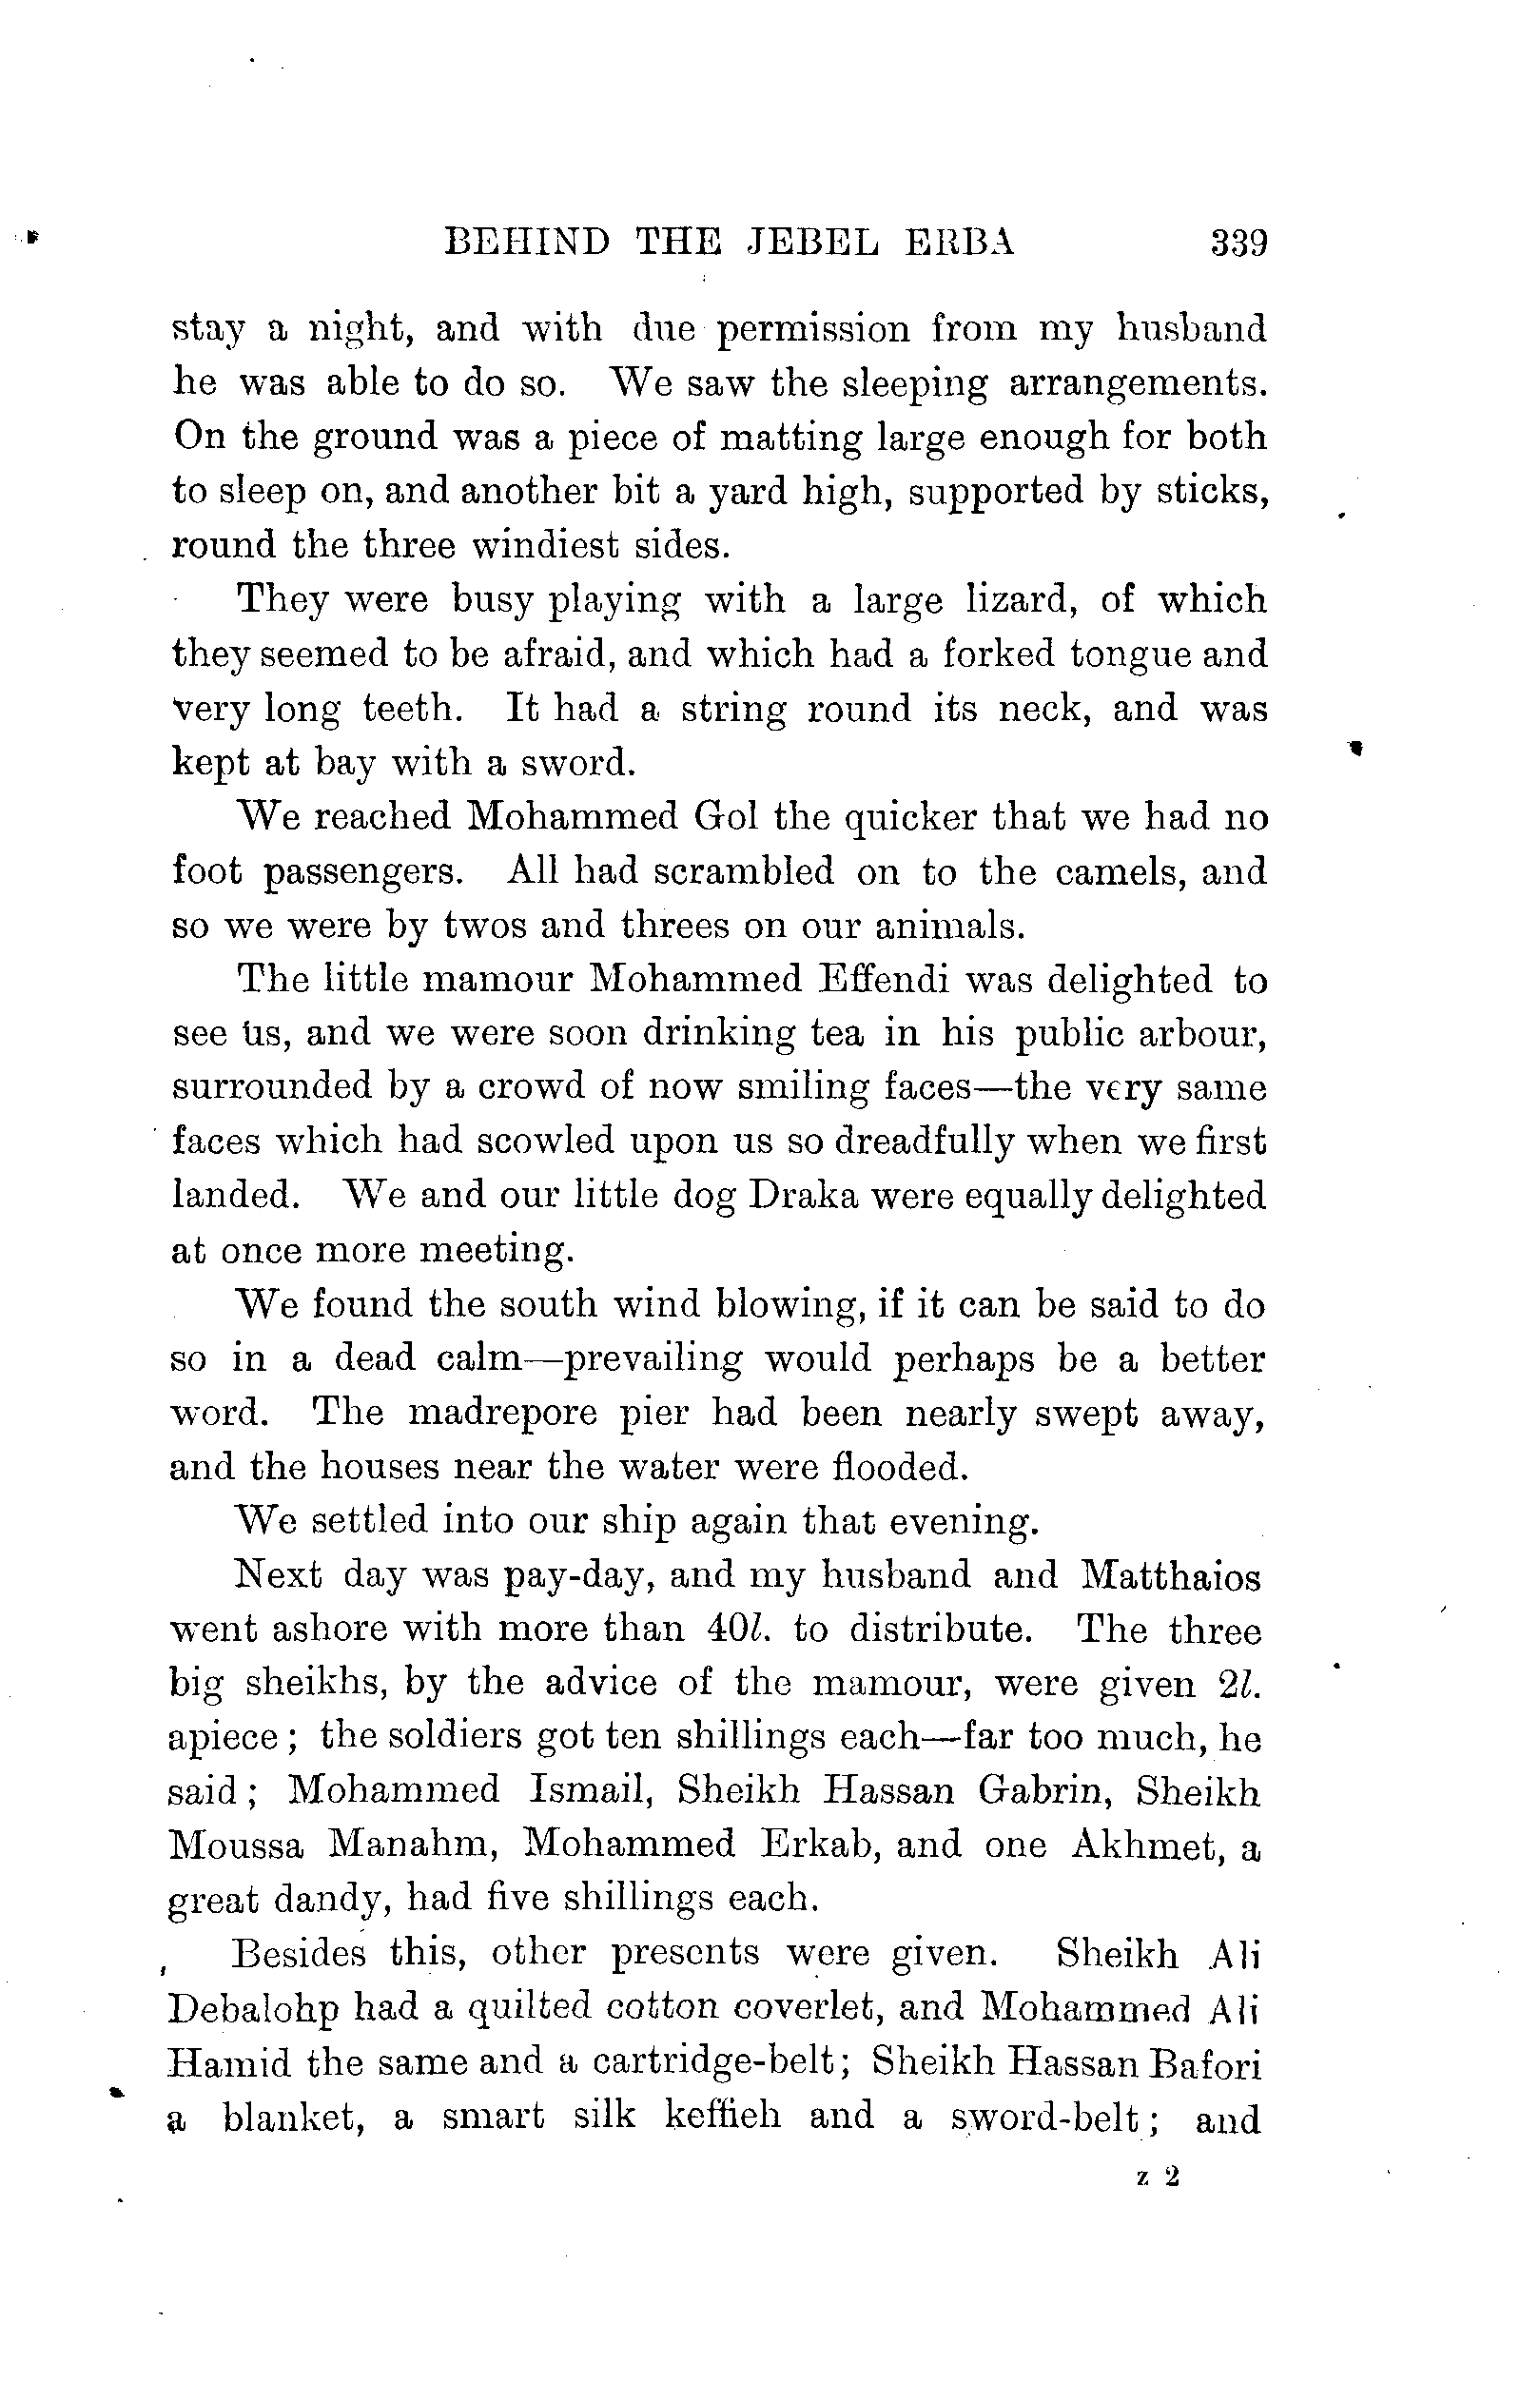 BEHIND THE JEBEL ERBA 339
stay a night, and with due permission from my husband
he was able to do so. We saw the sleeping arrangements.
On the ground was a piece of matting large enough for both
to sleep on, and another bit a yard high, supported by sticks,
round the three windiest sides.
They were busy playing with a large lizard, of which
they seemed to be afraid, and which had a forked tongue and
very long teeth. It had a string round its neck, and was
kept at bay with a sword.
We reached Mohammed Gol the quicker that we had no
foot passengers. All had scrambled on to the camels, and
so we were by twos and threes on our animals.
The little mamour Mohammed Effendi was delighted to
see us, and we were soon drinking tea in his public arbour,
surrounded by a crowd of now smiling faces—the very same
faces which had scowled upon us so dreadfully when we first
landed. We and our little dog Draka were equally delighted
at once more meeting.
We found the south wind blowing, if it can be said to do
so in a dead calm—prevailing would perhaps be a better
word. The madrepore pier had been nearly swept away,
and the houses near the water were flooded.
We settled into our ship again that evening.
Next day was pay-day, and my husband and Matthaios
went ashore with more than 40l. to distribute. The three
big sheikhs, by the advice of the mamour, were given 2l.
apiece; the soldiers got ten shillings each—far too much, he
said; Mohammed Ismail, Sheikh Hassan Gabrin, Sheikh
Moussa Manahm, Mohammed Erkab, and one Akhmet, a
great dandy, had five shillings each.
Besides this, other presents were given. Sheikh Ali
Debalohp had a quilted cotton coverlet, and Mohammed Ali
Hamid the same and a cartridge-belt; Sheikh Hassan Bafori
a blanket, a smart silk keffieh and a sword-belt; and
z 2